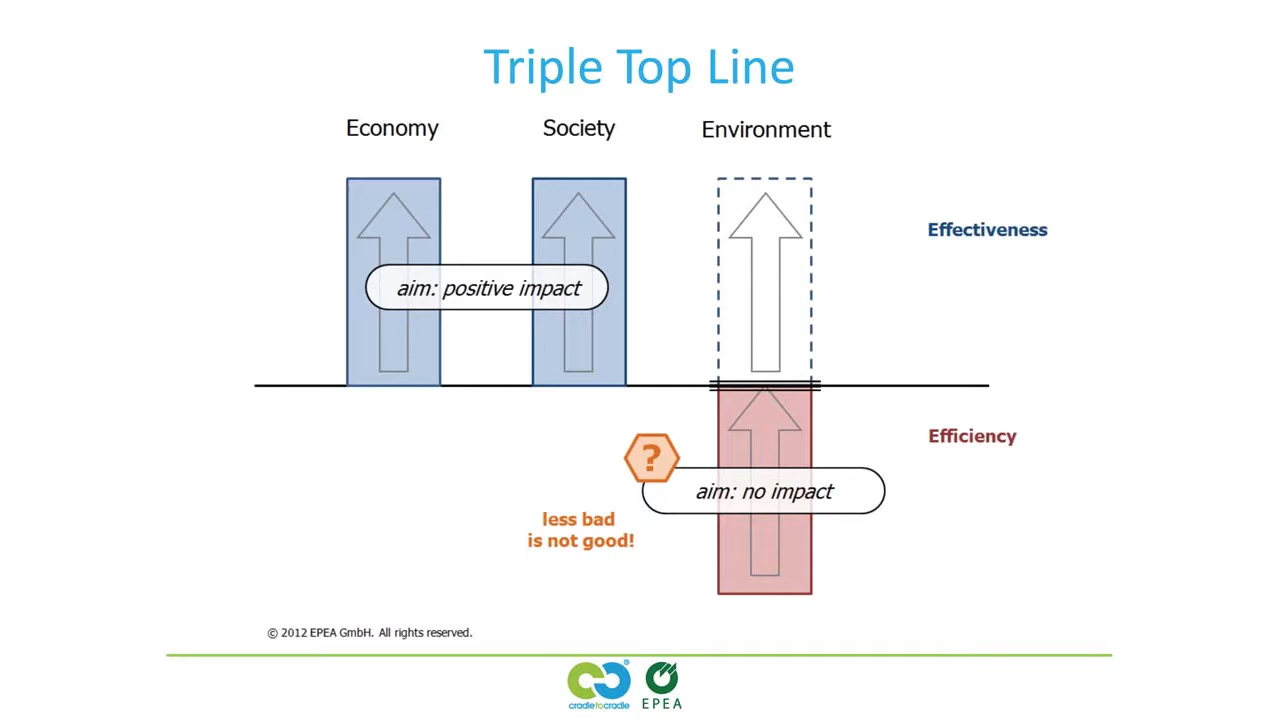 Triple Top Line
Economy
Society
Environment
Effectiveness
aim: positive impact
Efficiency
?
aim: no impact
less bad
is not good!
© 2012 EPEA GmbH. All rights reserved.
®
cradletocradle
EPEA